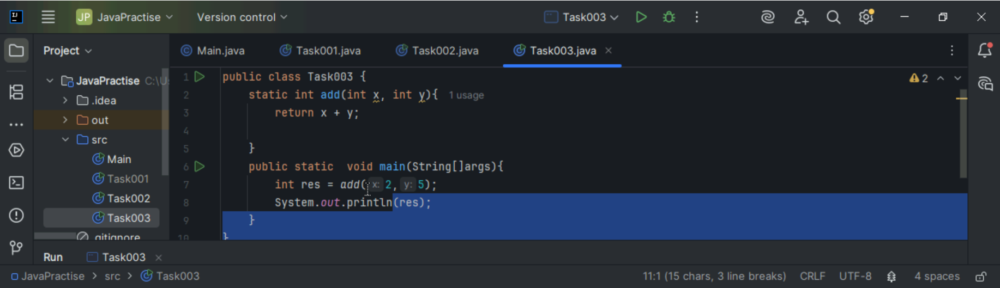 JP JavaPractise Version control Task003
Project Main.java Task001.java Task002.java Task003.java
JavaPractise C:\U
.idea
out
src
Main
Task001
Task002
Task003
.gitignore
1 public class Task003 {
2 static int add(int x, int y){ 1 usage
3 return x + y;
4
5 }
6 public static  void main(String[]args){
7 int res = add( x: 2, y: 5);
8 System.out.println(res);
9 }
10 }
2
Run Task003
JavaPractise > src > Task003 11:1 (15 chars, 3 line breaks) CRLF UTF-8 4 spaces